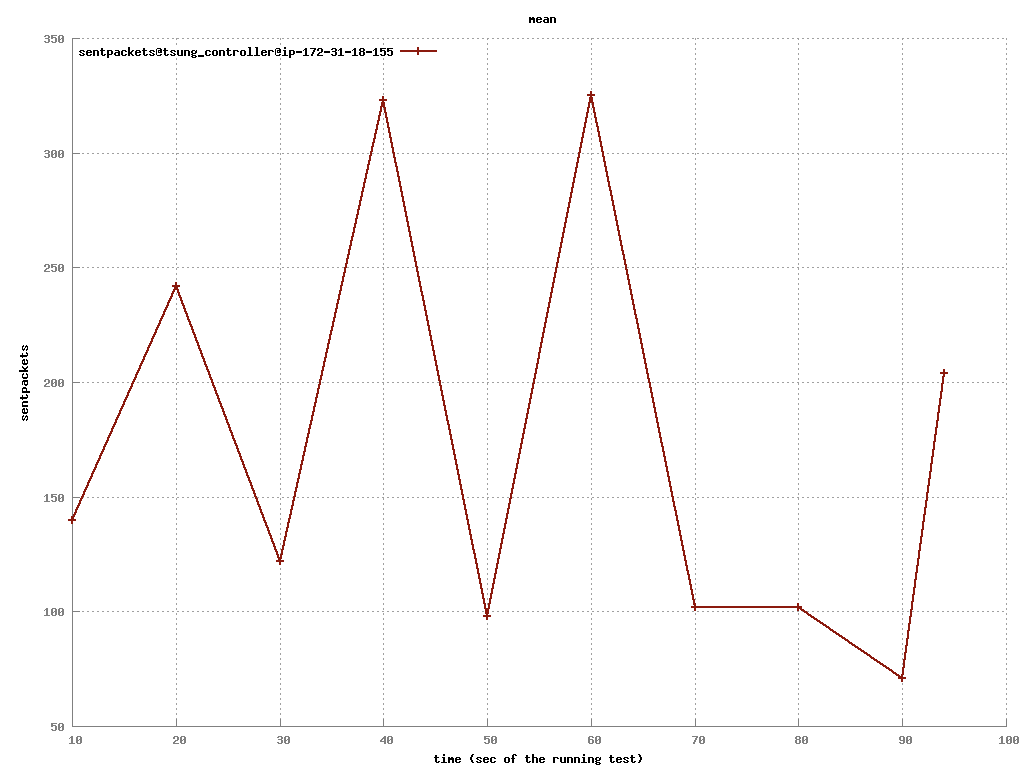 mean
350
sentpackets@tsung_controller@ip-172-31-18-155
300
250
200
150
100
50
sentpackets
10 20 30 40 50 60 70 80 90 100
time (sec of the running test)